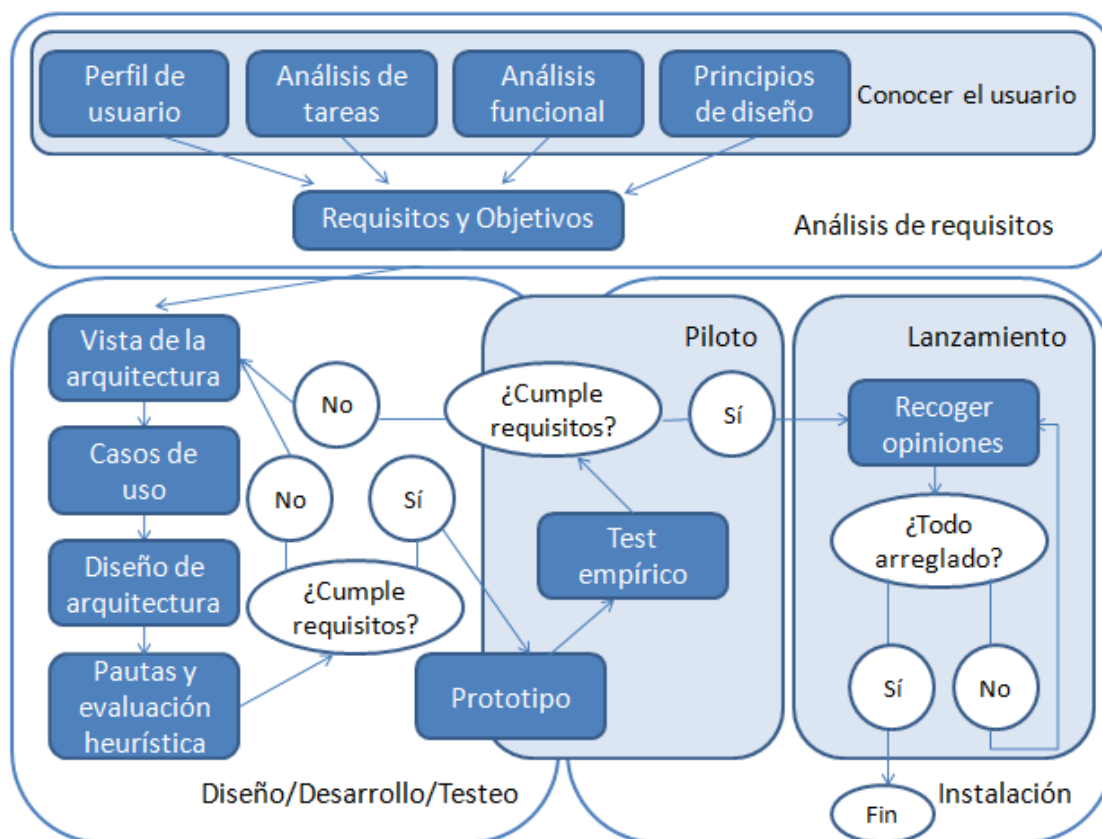 Perfil de
usuario
Análisis de
tareas
Análisis
funcional
Principios
de diseño
Conocer el usuario
Requisitos y Objetivos
Análisis de requisitos
Vista de la
arquitectura
Casos de
uso
Diseño de
arquitectura
Pautas y
evaluación
heurística
No
No
Sí
¿Cumple
requisitos?
Diseño/Desarrollo/Testeo
Piloto
¿Cumple
requisitos?
Sí
Test
empírico
Prototipo
Lanzamiento
Recoger
opiniones
¿Todo
arreglado?
Sí
No
Fin
Instalación